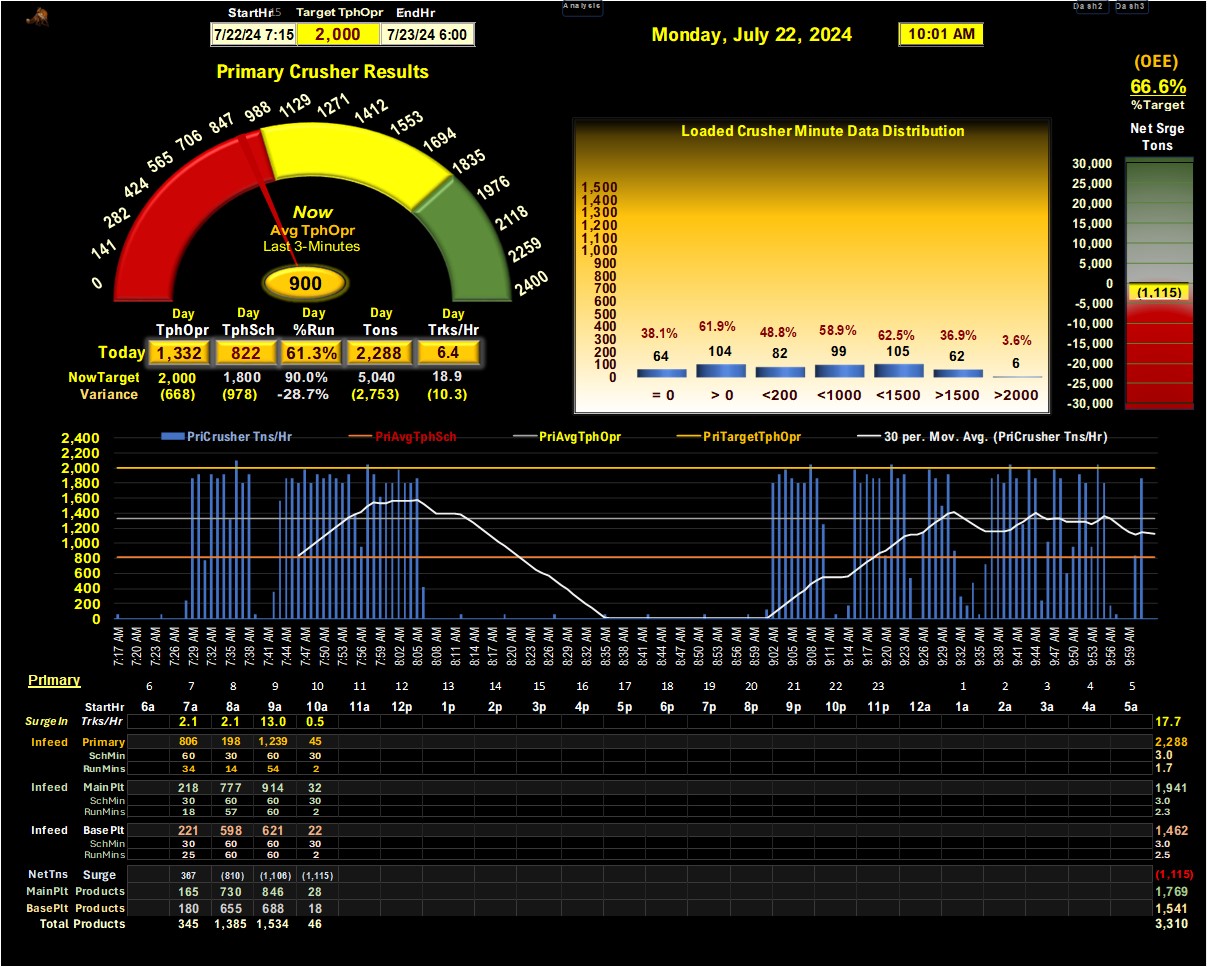 StartHr15 Target TphOpr EndHr
Analysis
Dash2 Dash3
7/22/24 7:15 2,000 7/23/24 6:00
Monday, July 22, 2024 10:01 AM
Primary Crusher Results
(OEE)
66.6%
%Target
Net Srge
Tons
0 141 282 424 565 706 847 988 1129 1271 1412 1553 1694 1835 1976 2118 2259 2400
Now
Avg TphOpr
Last 3-Minutes
900
Day Day Day Day Day
TphOpr TphSch %Run Tons Trks/Hr
Today 1,332 822 61.3% 2,288 6.4
NowTarget 2,000 1,800 90.0% 5,040 18.9
Variance (668) (978) -28.7% (2,753) (10.3)
Loaded Crusher Minute Data Distribution
1,500
1,400
1,300
1,200
1,100
1,000
900
800
700
600
500
400
300
200
100
0
38.1% 61.9% 48.8% 58.9% 62.5% 36.9% 3.6%
64 104 82 99 105 62 6
= 0 > 0 <200 <1000 <1500 >1500 >2000
30,000
25,000
20,000
15,000
10,000
5,000
0
(1,115)
-5,000
-10,000
-15,000
-20,000
-25,000
-30,000
PriCrusher Tns/Hr PriAvgTphSch PriAvgTphOpr PriTargetTphOpr 30 per. Mov. Avg. (PriCrusher Tns/Hr)
2,400
2,200
2,000
1,800
1,600
1,400
1,200
1,000
800
600
400
200
0
7:17 AM 7:20 AM 7:23 AM 7:26 AM 7:29 AM 7:32 AM 7:35 AM 7:38 AM 7:41 AM 7:44 AM 7:47 AM 7:50 AM 7:53 AM 7:56 AM 7:59 AM 8:02 AM 8:05 AM 8:08 AM 8:11 AM 8:14 AM 8:17 AM 8:20 AM 8:23 AM 8:26 AM 8:29 AM 8:32 AM 8:35 AM 8:38 AM 8:41 AM 8:44 AM 8:47 AM 8:50 AM 8:53 AM 8:56 AM 8:59 AM 9:02 AM 9:05 AM 9:08 AM 9:11 AM 9:14 AM 9:17 AM 9:20 AM 9:23 AM 9:26 AM 9:29 AM 9:32 AM 9:35 AM 9:38 AM 9:41 AM 9:44 AM 9:47 AM 9:50 AM 9:53 AM 9:56 AM 9:59 AM
Primary
6 7 8 9 10 11 12 13 14 15 16 17 18 19 20 21 22 23 1 2 3 4 5
StartHr 6a 7a 8a 9a 10a 11a 12p 1p 2p 3p 4p 5p 6p 7p 8p 9p 10p 11p 12a 1a 2a 3a 4a 5a
SurgeIn Trks/Hr 2.1 2.1 13.0 0.5 17.7
Infeed Primary 806 198 1,239 45 2,288
SchMin 60 30 60 30 3.0
RunMins 34 14 54 2 1.7
Infeed MainPlt 218 777 914 32 1,941
SchMin 30 60 60 30 3.0
RunMins 18 57 60 2 2.3
Infeed BasePlt 221 598 621 22 1,462
SchMin 30 60 60 30 3.0
RunMins 25 60 60 2 2.5
NetTns Surge 367 (810) (1,106) (1,115) (1,115)
MainPlt Products 165 730 846 28 1,769
BasePlt Products 180 655 688 18 1,541
Total Products 345 1,385 1,534 46 3,310